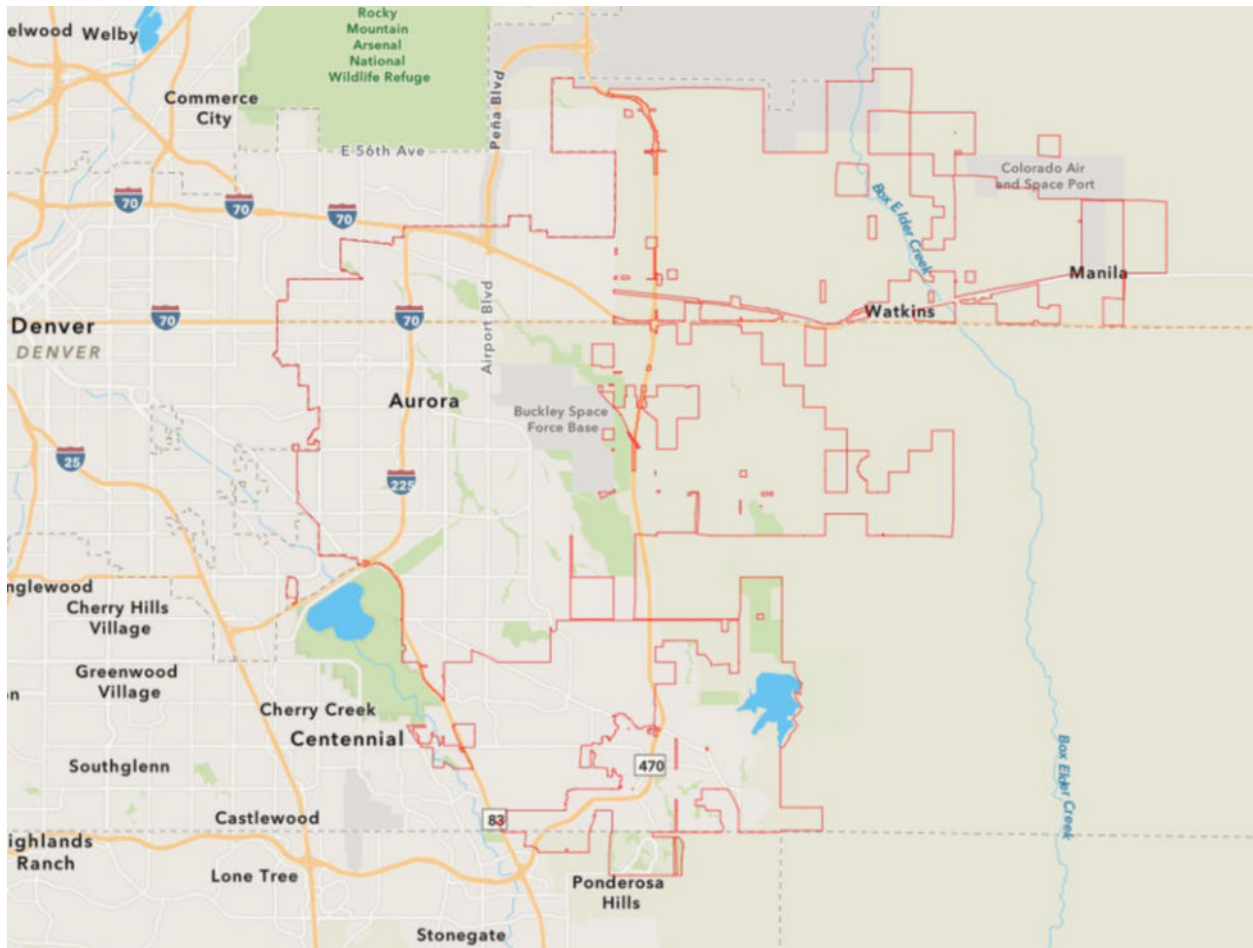 elwood Welby
Rocky
Mountain
Arsenal
National
Wildlife Refuge
Peña Blvd
Commerce
City
E 56th Ave
Colorado Air
and Space Port
70
70
70
Box Elder Creek
Manila
Airport Blvd
Watkins
Denver
DENVER
70
70
Aurora
Buckley Space
Force Base
25
225
nglewood
Cherry Hills
Village
Greenwood
Village
n
Cherry Creek
Centennial
Southglenn
470
Box Elder Creek
Castlewood
83
ighlands
Ranch
Lone Tree
Ponderosa
Hills
Stonegate